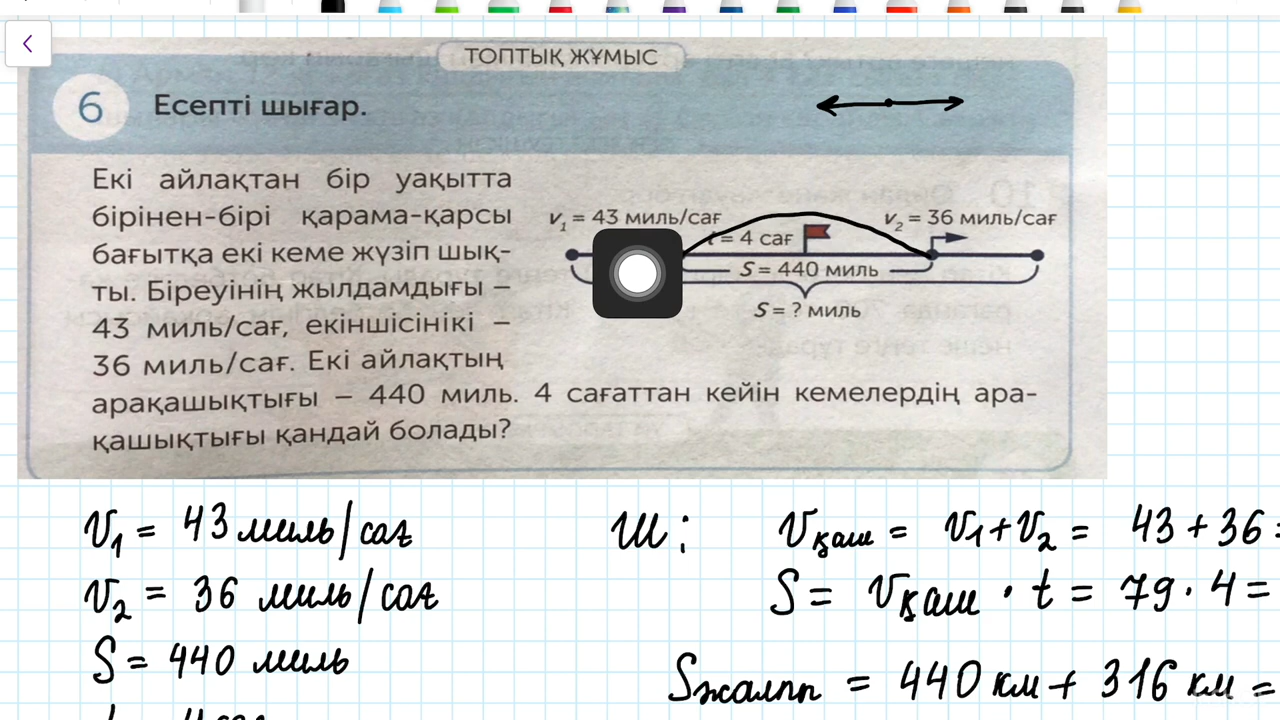 ТОПТЫҚ ЖҰМЫС
6 Есепті шығар.
Екі айлақтан бір уақытта
бірінен-бірі қарама-қарсы
бағытқа екі кеме жүзіп шық-
ты. Біреуінің жылдамдығы –
43 миль/сағ, екіншісінікі –
36 миль/сағ. Екі айлақтың
арақашықтығы – 440 миль. 4 сағаттан кейін кемелердің ара-
қашықтығы қандай болады?
v₁ = 43 миль/сағ
v₂ = 36 миль/сағ
t = 4 сағ
S = 440 миль
S = ? миль
V₁ = 43 миль/сағ
V₂ = 36 миль/сағ
S = 440 миль
Ш: Vқаш = V₁+V₂ = 43 + 36 =
S = Vқаш · t = 79 · 4 =
Sжалпп = 440 км + 316 км =